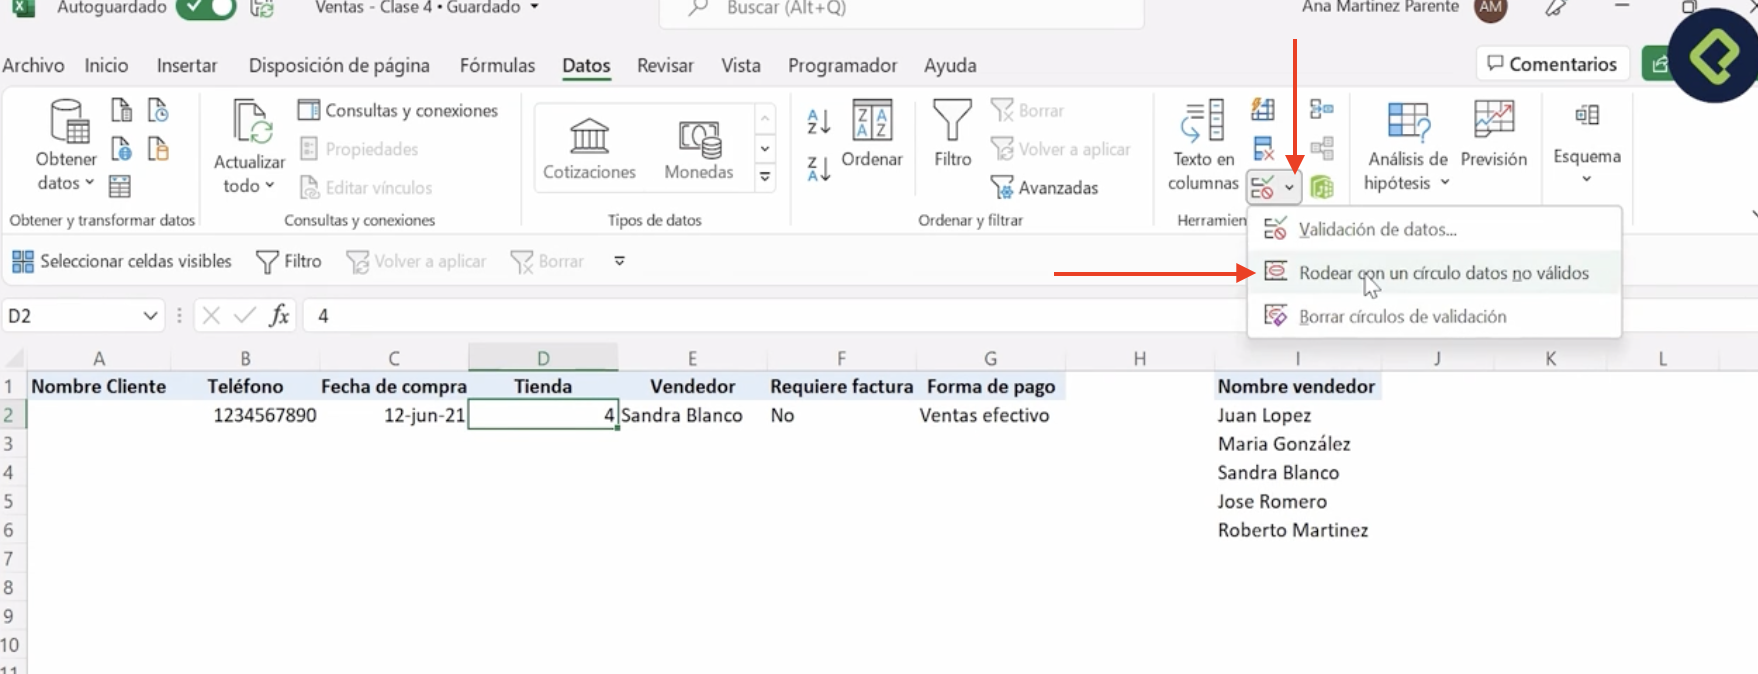 Autoguardado Ventas - Clase 4 • Guardado Buscar (Alt+Q) Ana Martínez Parente AM
Archivo Inicio Insertar Disposición de página Fórmulas Datos Revisar Vista Programador Ayuda Comentarios
Obtener datos
Obtener y transformar datos
Actualizar todo
Consultas y conexiones
Propiedades
Editar vínculos
Consultas y conexiones
Cotizaciones Monedas
Tipos de datos
Ordenar
Filtro
Borrar
Volver a aplicar
Avanzadas
Ordenar y filtrar
Texto en columnas
Herramien
Análisis de hipótesis
Previsión
Esquema
Validación de datos...
Rodear con un círculo datos no válidos
Borrar círculos de validación
Seleccionar celdas visibles Filtro Volver a aplicar Borrar
D2 fx 4
A B C D E F G H I J K L
1 Nombre Cliente Teléfono Fecha de compra Tienda Vendedor Requiere factura Forma de pago Nombre vendedor
2 1234567890 12-jun-21 4 Sandra Blanco No Ventas efectivo Juan Lopez
3 Maria González
4 Sandra Blanco
5 Jose Romero
6 Roberto Martinez
7
8
9
10
11